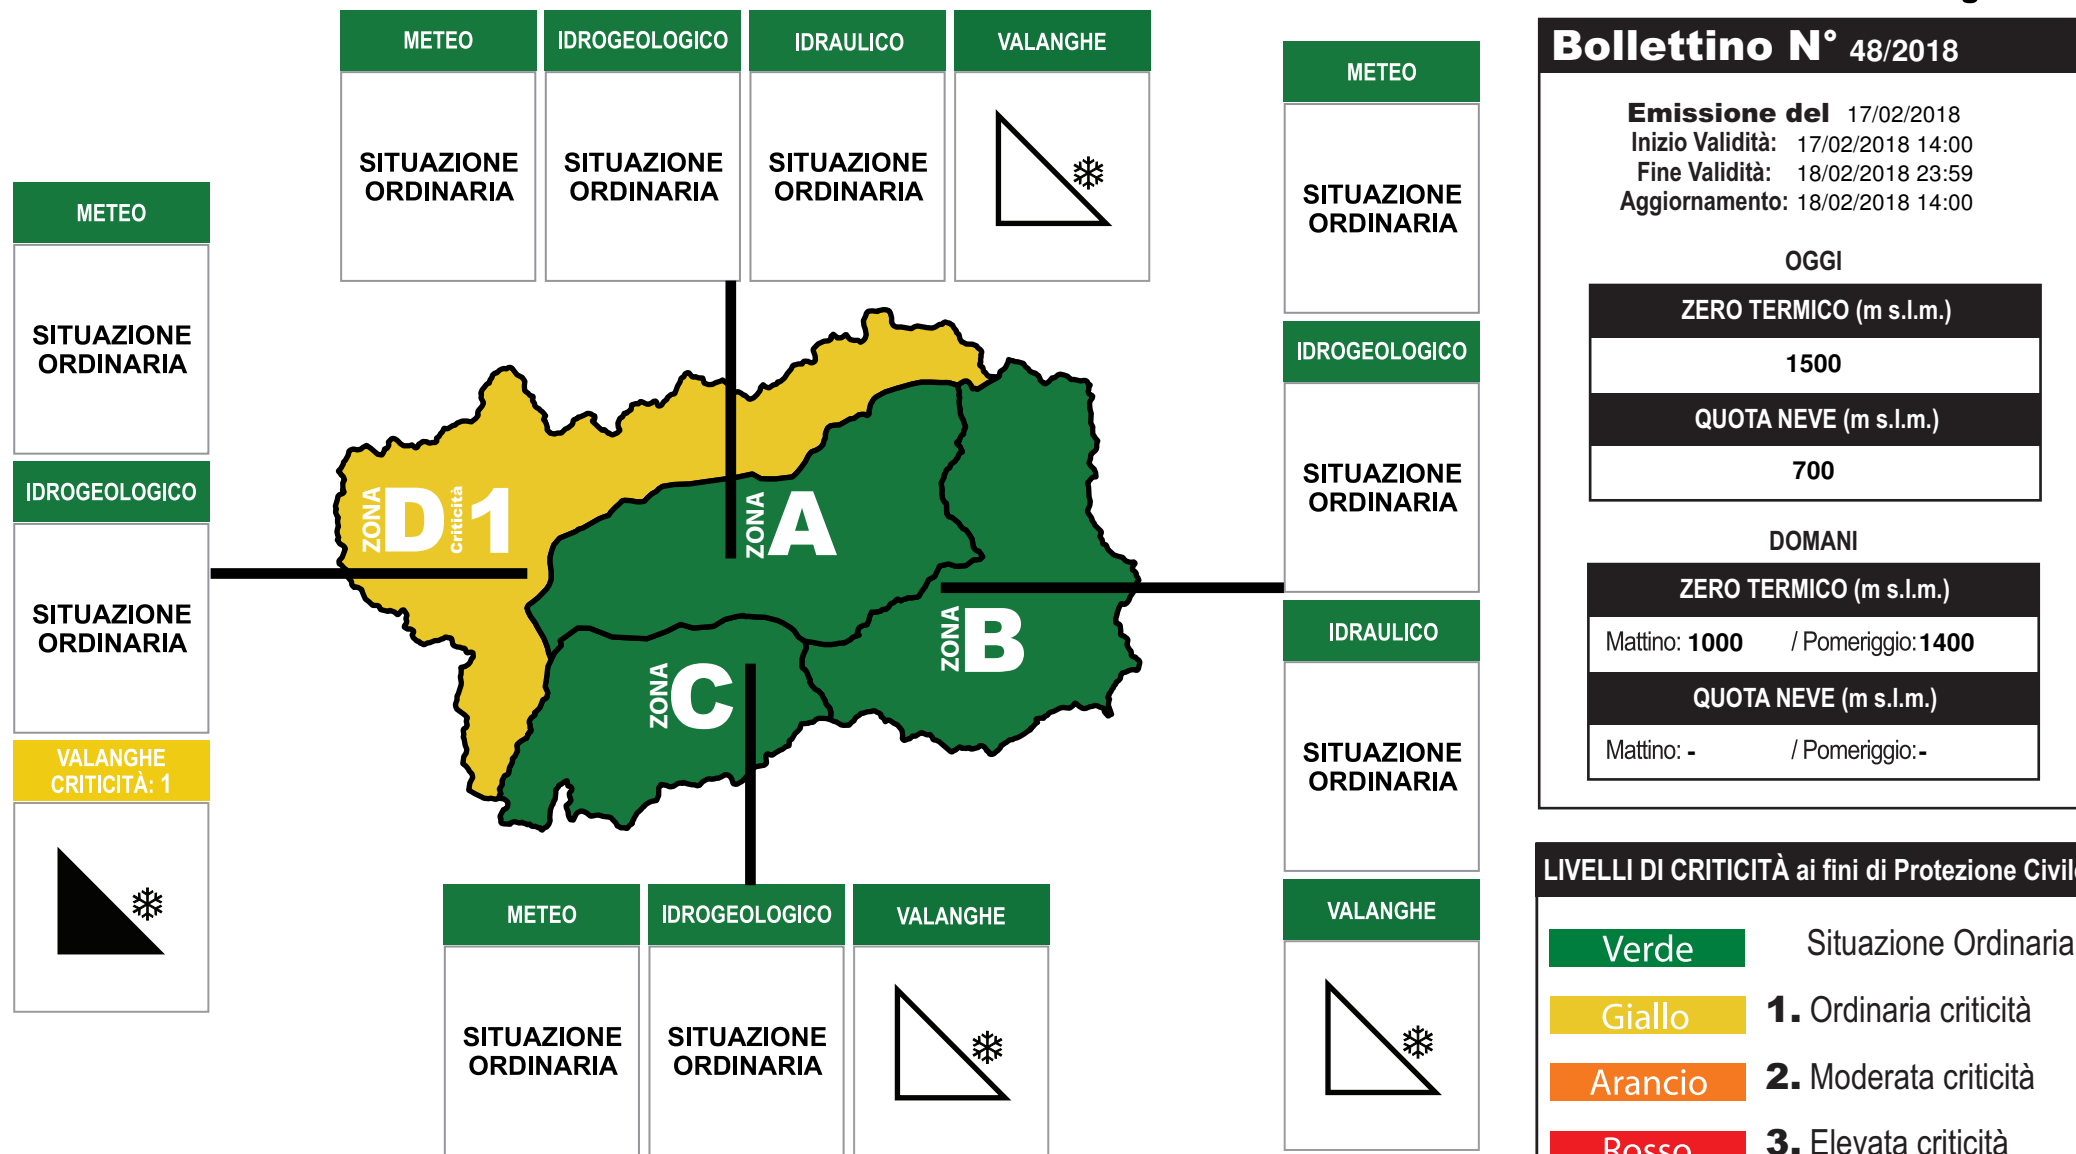 METEO
IDROGEOLOGICO
IDRAULICO
VALANGHE
SITUAZIONE
ORDINARIA
SITUAZIONE
ORDINARIA
SITUAZIONE
ORDINARIA
METEO
SITUAZIONE
ORDINARIA
IDROGEOLOGICO
SITUAZIONE
ORDINARIA
VALANGHE
CRITICITÀ: 1
ZONA D Criticità 1
ZONA A
ZONA B
ZONA C
METEO
SITUAZIONE
ORDINARIA
IDROGEOLOGICO
SITUAZIONE
ORDINARIA
IDRAULICO
SITUAZIONE
ORDINARIA
VALANGHE
METEO
IDROGEOLOGICO
VALANGHE
SITUAZIONE
ORDINARIA
SITUAZIONE
ORDINARIA
Bollettino N° 48/2018
Emissione del 17/02/2018
Inizio Validità: 17/02/2018 14:00
Fine Validità: 18/02/2018 23:59
Aggiornamento: 18/02/2018 14:00
OGGI
ZERO TERMICO (m s.l.m.)
1500
QUOTA NEVE (m s.l.m.)
700
DOMANI
ZERO TERMICO (m s.l.m.)
Mattino: 1000 / Pomeriggio: 1400
QUOTA NEVE (m s.l.m.)
Mattino: - / Pomeriggio: -
LIVELLI DI CRITICITÀ ai fini di Protezione Civile
Verde Situazione Ordinaria
Giallo 1. Ordinaria criticità
Arancio 2. Moderata criticità
Rosso 3. Elevata criticità